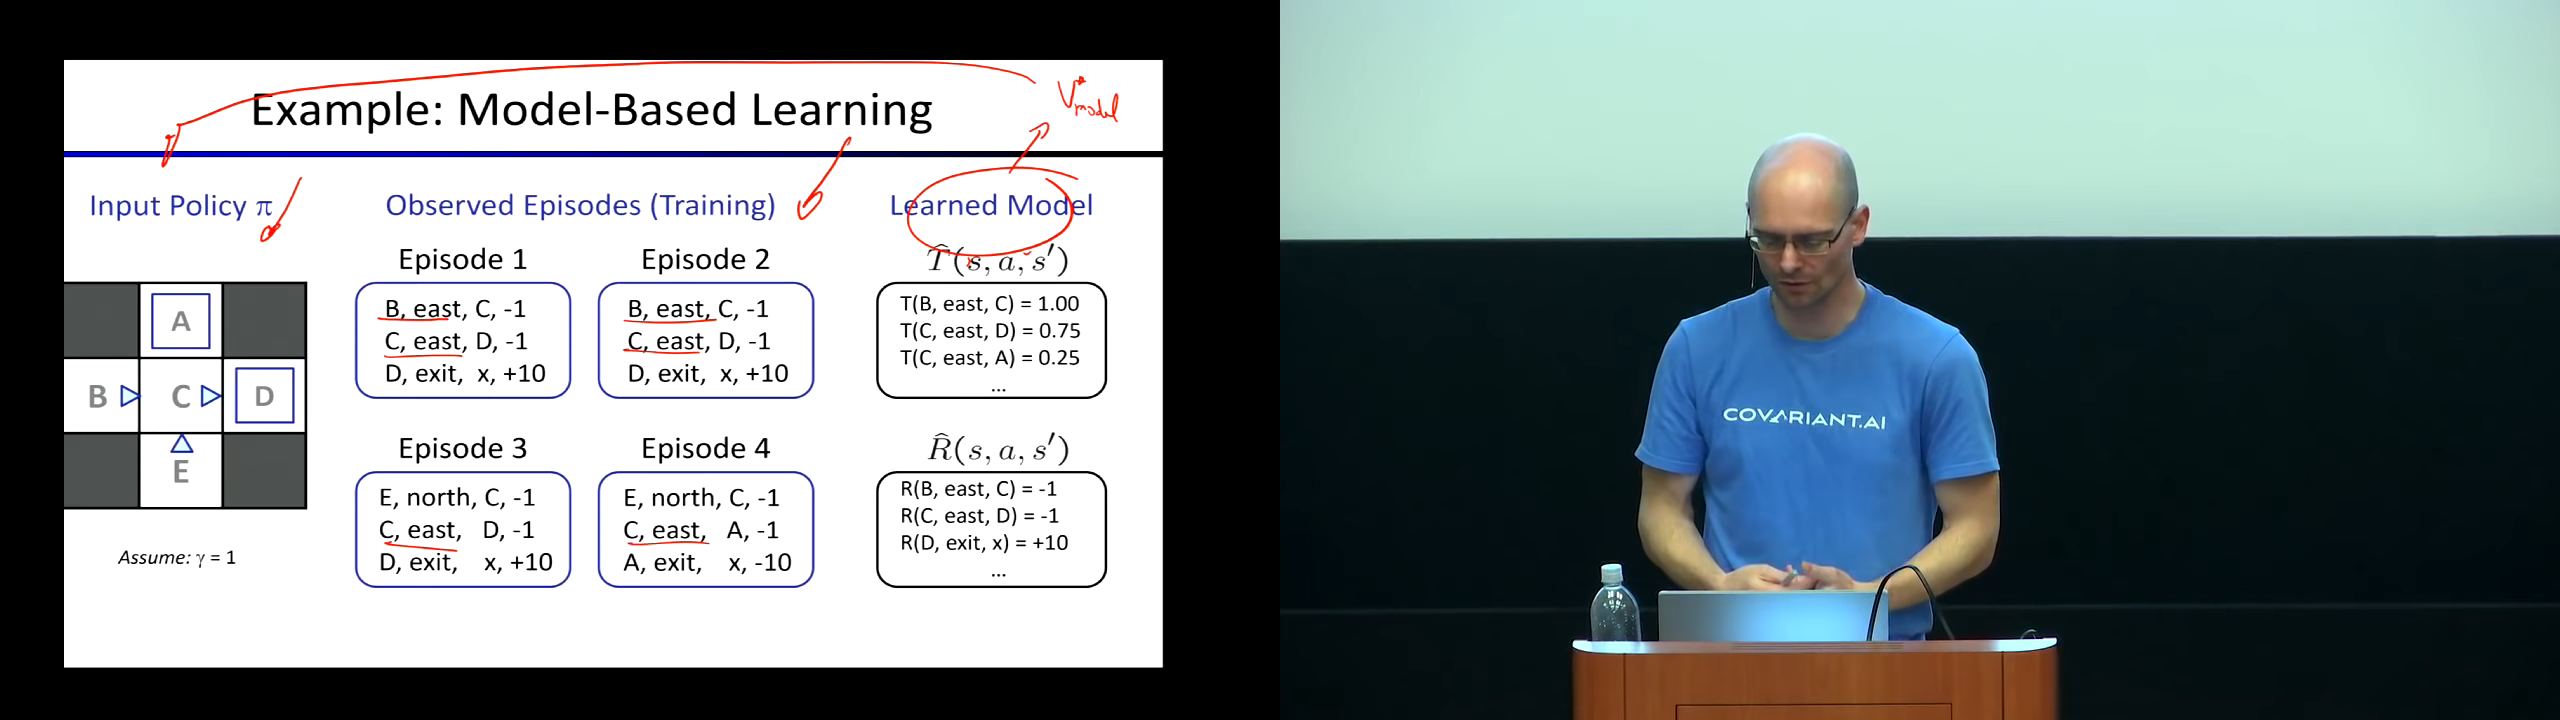 Example: Model-Based Learning
V*model
Input Policy π
Observed Episodes (Training)
Learned Model
A
B
C
D
E
Assume: γ = 1
Episode 1
B, east, C, -1
C, east, D, -1
D, exit, x, +10
Episode 2
B, east, C, -1
C, east, D, -1
D, exit, x, +10
Episode 3
E, north, C, -1
C, east, D, -1
D, exit, x, +10
Episode 4
E, north, C, -1
C, east, A, -1
A, exit, x, -10
T̂(s, a, s′)
T(B, east, C) = 1.00
T(C, east, D) = 0.75
T(C, east, A) = 0.25
...
R̂(s, a, s′)
R(B, east, C) = -1
R(C, east, D) = -1
R(D, exit, x) = +10
...
COVARIANT.AI